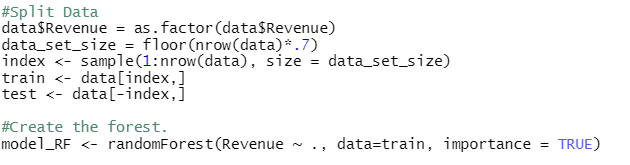 #Split Data
data$Revenue = as.factor(data$Revenue)
data_set_size = floor(nrow(data)*.7)
index <- sample(1:nrow(data), size = data_set_size)
train <- data[index,]
test <- data[-index,]
#Create the forest.
model_RF <- randomForest(Revenue ~ ., data=train, importance = TRUE)